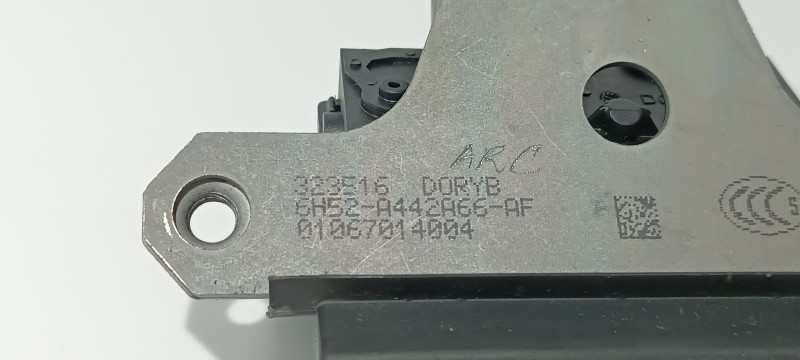 ARC
323516 DORYB
6H52-A442A66-AF
01067014004
S